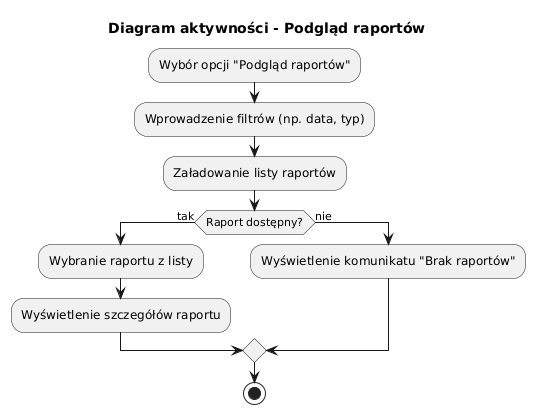 Diagram aktywności - Podgląd raportów
Wybór opcji "Podgląd raportów"
Wprowadzenie filtrów (np. data, typ)
Załadowanie listy raportów
Raport dostępny?
tak
nie
Wybranie raportu z listy
Wyświetlenie komunikatu "Brak raportów"
Wyświetlenie szczegółów raportu